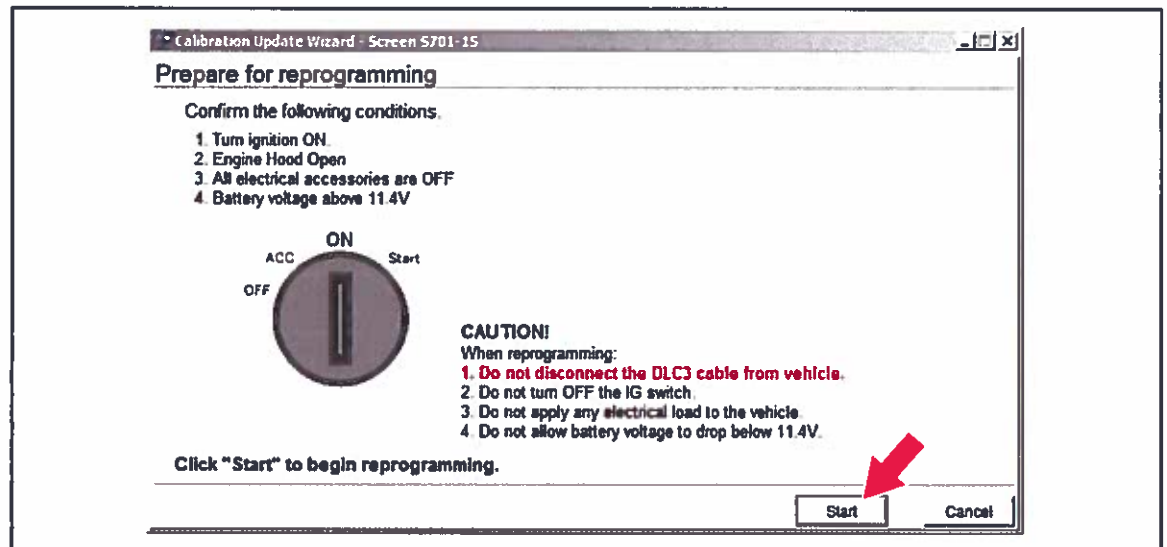 Calibration Update Wizard - Screen S701-15
Prepare for reprogramming
Confirm the following conditions.
1. Turn ignition ON.
2. Engine Hood Open
3. All electrical accessories are OFF
4. Battery voltage above 11.4V
ON
ACC
Start
OFF
CAUTION!
When reprogramming:
1. Do not disconnect the DLC3 cable from vehicle.
2. Do not turn OFF the IG switch.
3. Do not apply any electrical load to the vehicle.
4. Do not allow battery voltage to drop below 11.4V.
Click "Start" to begin reprogramming.
Start
Cancel